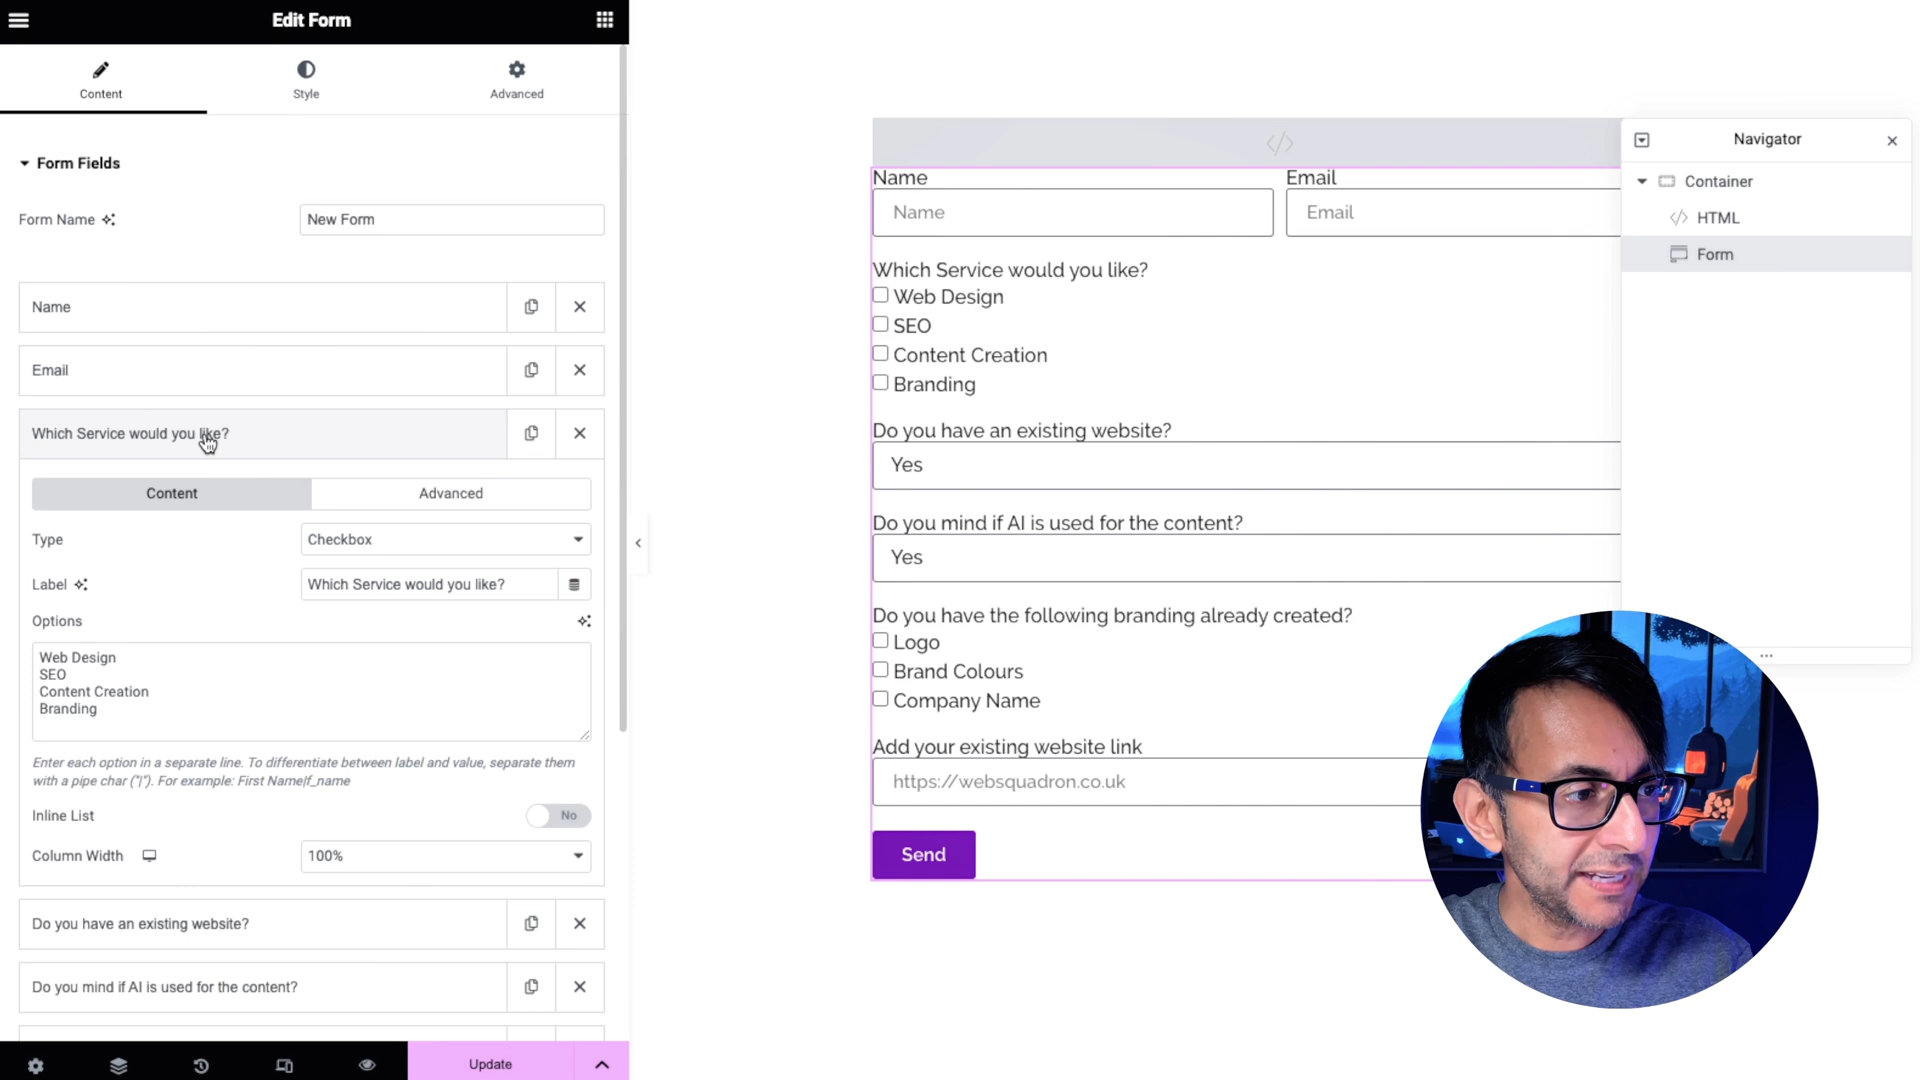 Edit Form
Content
Style
Advanced
Form Fields
Form Name
New Form
Name
Email
Which Service would you like?
Content
Advanced
Type
Checkbox
Label
Which Service would you like?
Options
Web Design
SEO
Content Creation
Branding
Enter each option in a separate line. To differentiate between label and value, separate them
with a pipe char ("|"). For example: First Name|f_name
Inline List
No
Column Width
100%
Do you have an existing website?
Do you mind if AI is used for the content?
Update
Name
Email
Name
Email
Which Service would you like?
Web Design
SEO
Content Creation
Branding
Do you have an existing website?
Yes
Do you mind if AI is used for the content?
Yes
Do you have the following branding already created?
Logo
Brand Colours
Company Name
Add your existing website link
https://websquadron.co.uk
Send
Navigator
Container
HTML
Form